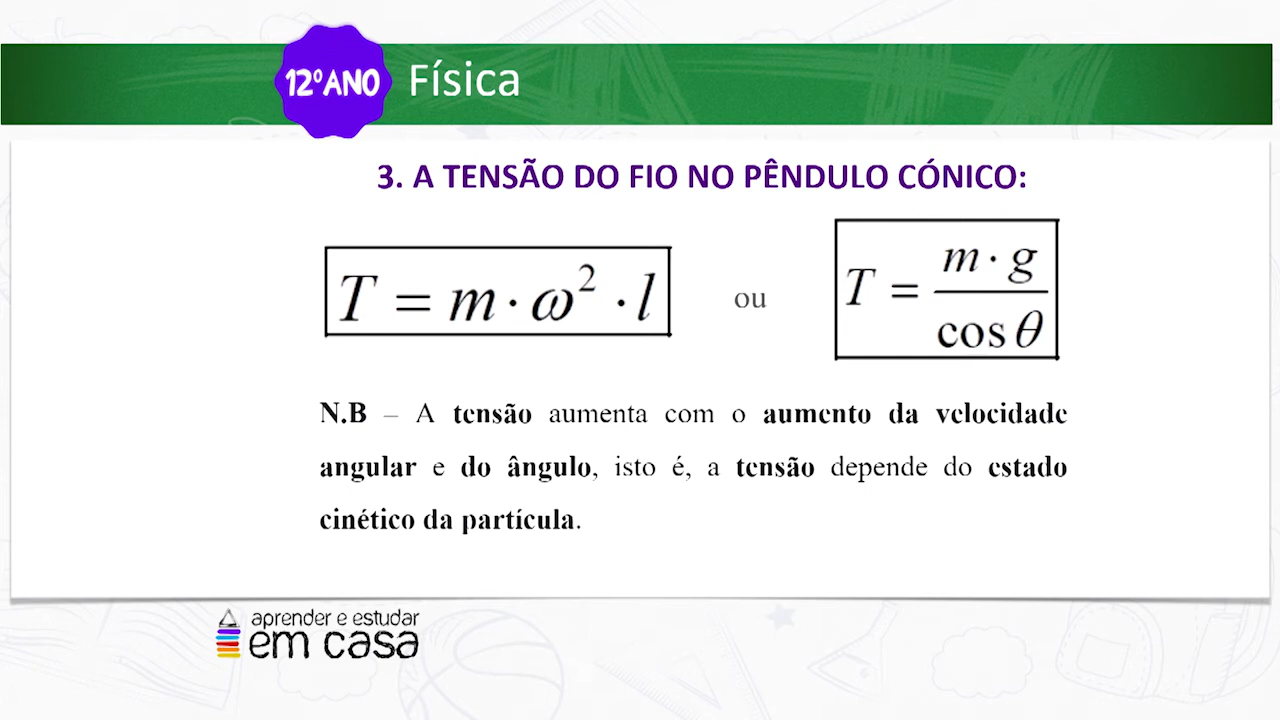 12ºANO Física
3. A TENSÃO DO FIO NO PÊNDULO CÓNICO:
T = m · ω² · l ou T = m · g / cos θ
N.B – A tensão aumenta com o aumento da velocidade
angular e do ângulo, isto é, a tensão depende do estado
cinético da partícula.
aprender e estudar
em casa